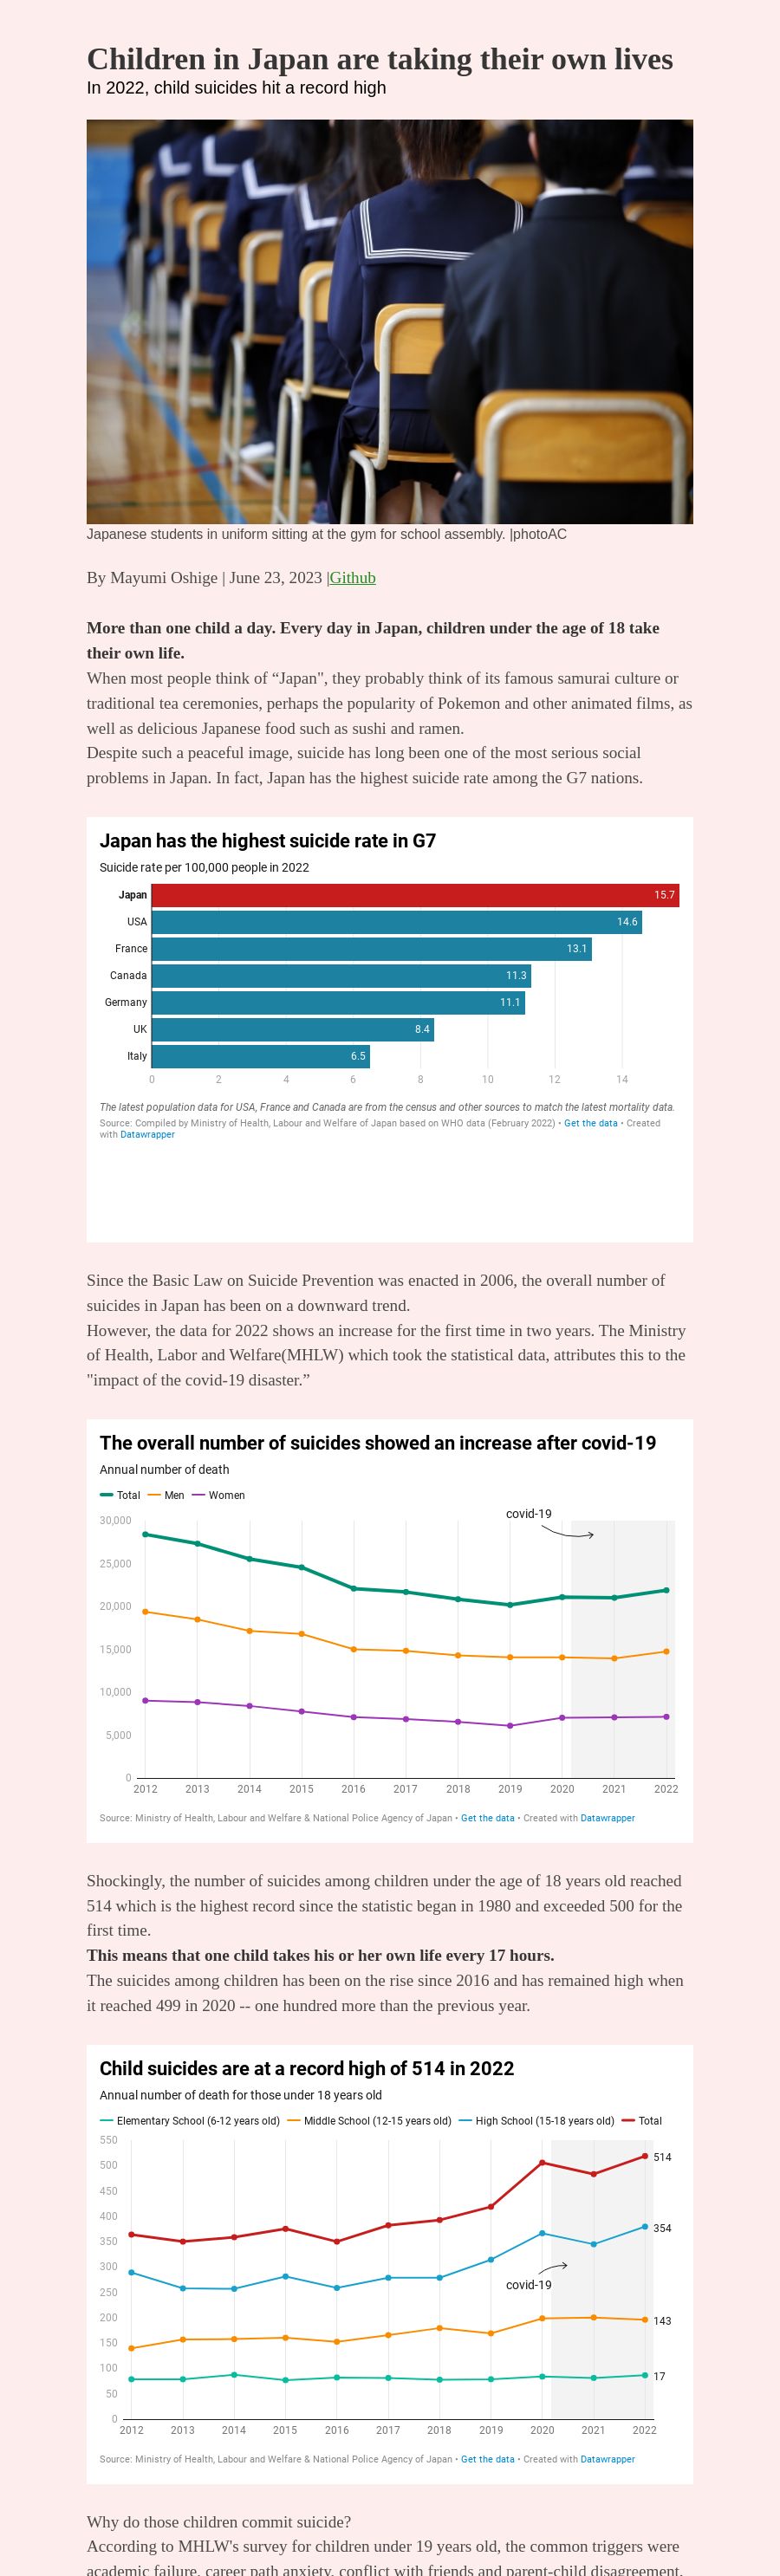 Children in Japan are taking their own lives
In 2022, child suicides hit a record high
Japanese students in uniform sitting at the gym for school assembly. |photoAC
By Mayumi Oshige | June 23, 2023 |Github
More than one child a day. Every day in Japan, children under the age of 18 take
their own life.
When most people think of “Japan", they probably think of its famous samurai culture or
traditional tea ceremonies, perhaps the popularity of Pokemon and other animated films, as
well as delicious Japanese food such as sushi and ramen.
Despite such a peaceful image, suicide has long been one of the most serious social
problems in Japan. In fact, Japan has the highest suicide rate among the G7 nations.
Japan has the highest suicide rate in G7
Suicide rate per 100,000 people in 2022
Japan 15.7
USA 14.6
France 13.1
Canada 11.3
Germany 11.1
UK 8.4
Italy 6.5
0 2 4 6 8 10 12 14
The latest population data for USA, France and Canada are from the census and other sources to match the latest mortality data.
Source: Compiled by Ministry of Health, Labour and Welfare of Japan based on WHO data (February 2022) • Get the data • Created
with Datawrapper
Since the Basic Law on Suicide Prevention was enacted in 2006, the overall number of
suicides in Japan has been on a downward trend.
However, the data for 2022 shows an increase for the first time in two years. The Ministry
of Health, Labor and Welfare(MHLW) which took the statistical data, attributes this to the
"impact of the covid-19 disaster.”
The overall number of suicides showed an increase after covid-19
Annual number of death
Total Men Women
covid-19
30,000
25,000
20,000
15,000
10,000
5,000
0
2012 2013 2014 2015 2016 2017 2018 2019 2020 2021 2022
Source: Ministry of Health, Labour and Welfare & National Police Agency of Japan • Get the data • Created with Datawrapper
Shockingly, the number of suicides among children under the age of 18 years old reached
514 which is the highest record since the statistic began in 1980 and exceeded 500 for the
first time.
This means that one child takes his or her own life every 17 hours.
The suicides among children has been on the rise since 2016 and has remained high when
it reached 499 in 2020 -- one hundred more than the previous year.
Child suicides are at a record high of 514 in 2022
Annual number of death for those under 18 years old
Elementary School (6-12 years old) Middle School (12-15 years old) High School (15-18 years old) Total
550
500
450
400
350
300
250
200
150
100
50
0
514
354
covid-19
143
17
2012 2013 2014 2015 2016 2017 2018 2019 2020 2021 2022
Source: Ministry of Health, Labour and Welfare & National Police Agency of Japan • Get the data • Created with Datawrapper
Why do those children commit suicide?
According to MHLW's survey for children under 19 years old, the common triggers were
academic failure, career path anxiety, conflict with friends and parent-child disagreement.